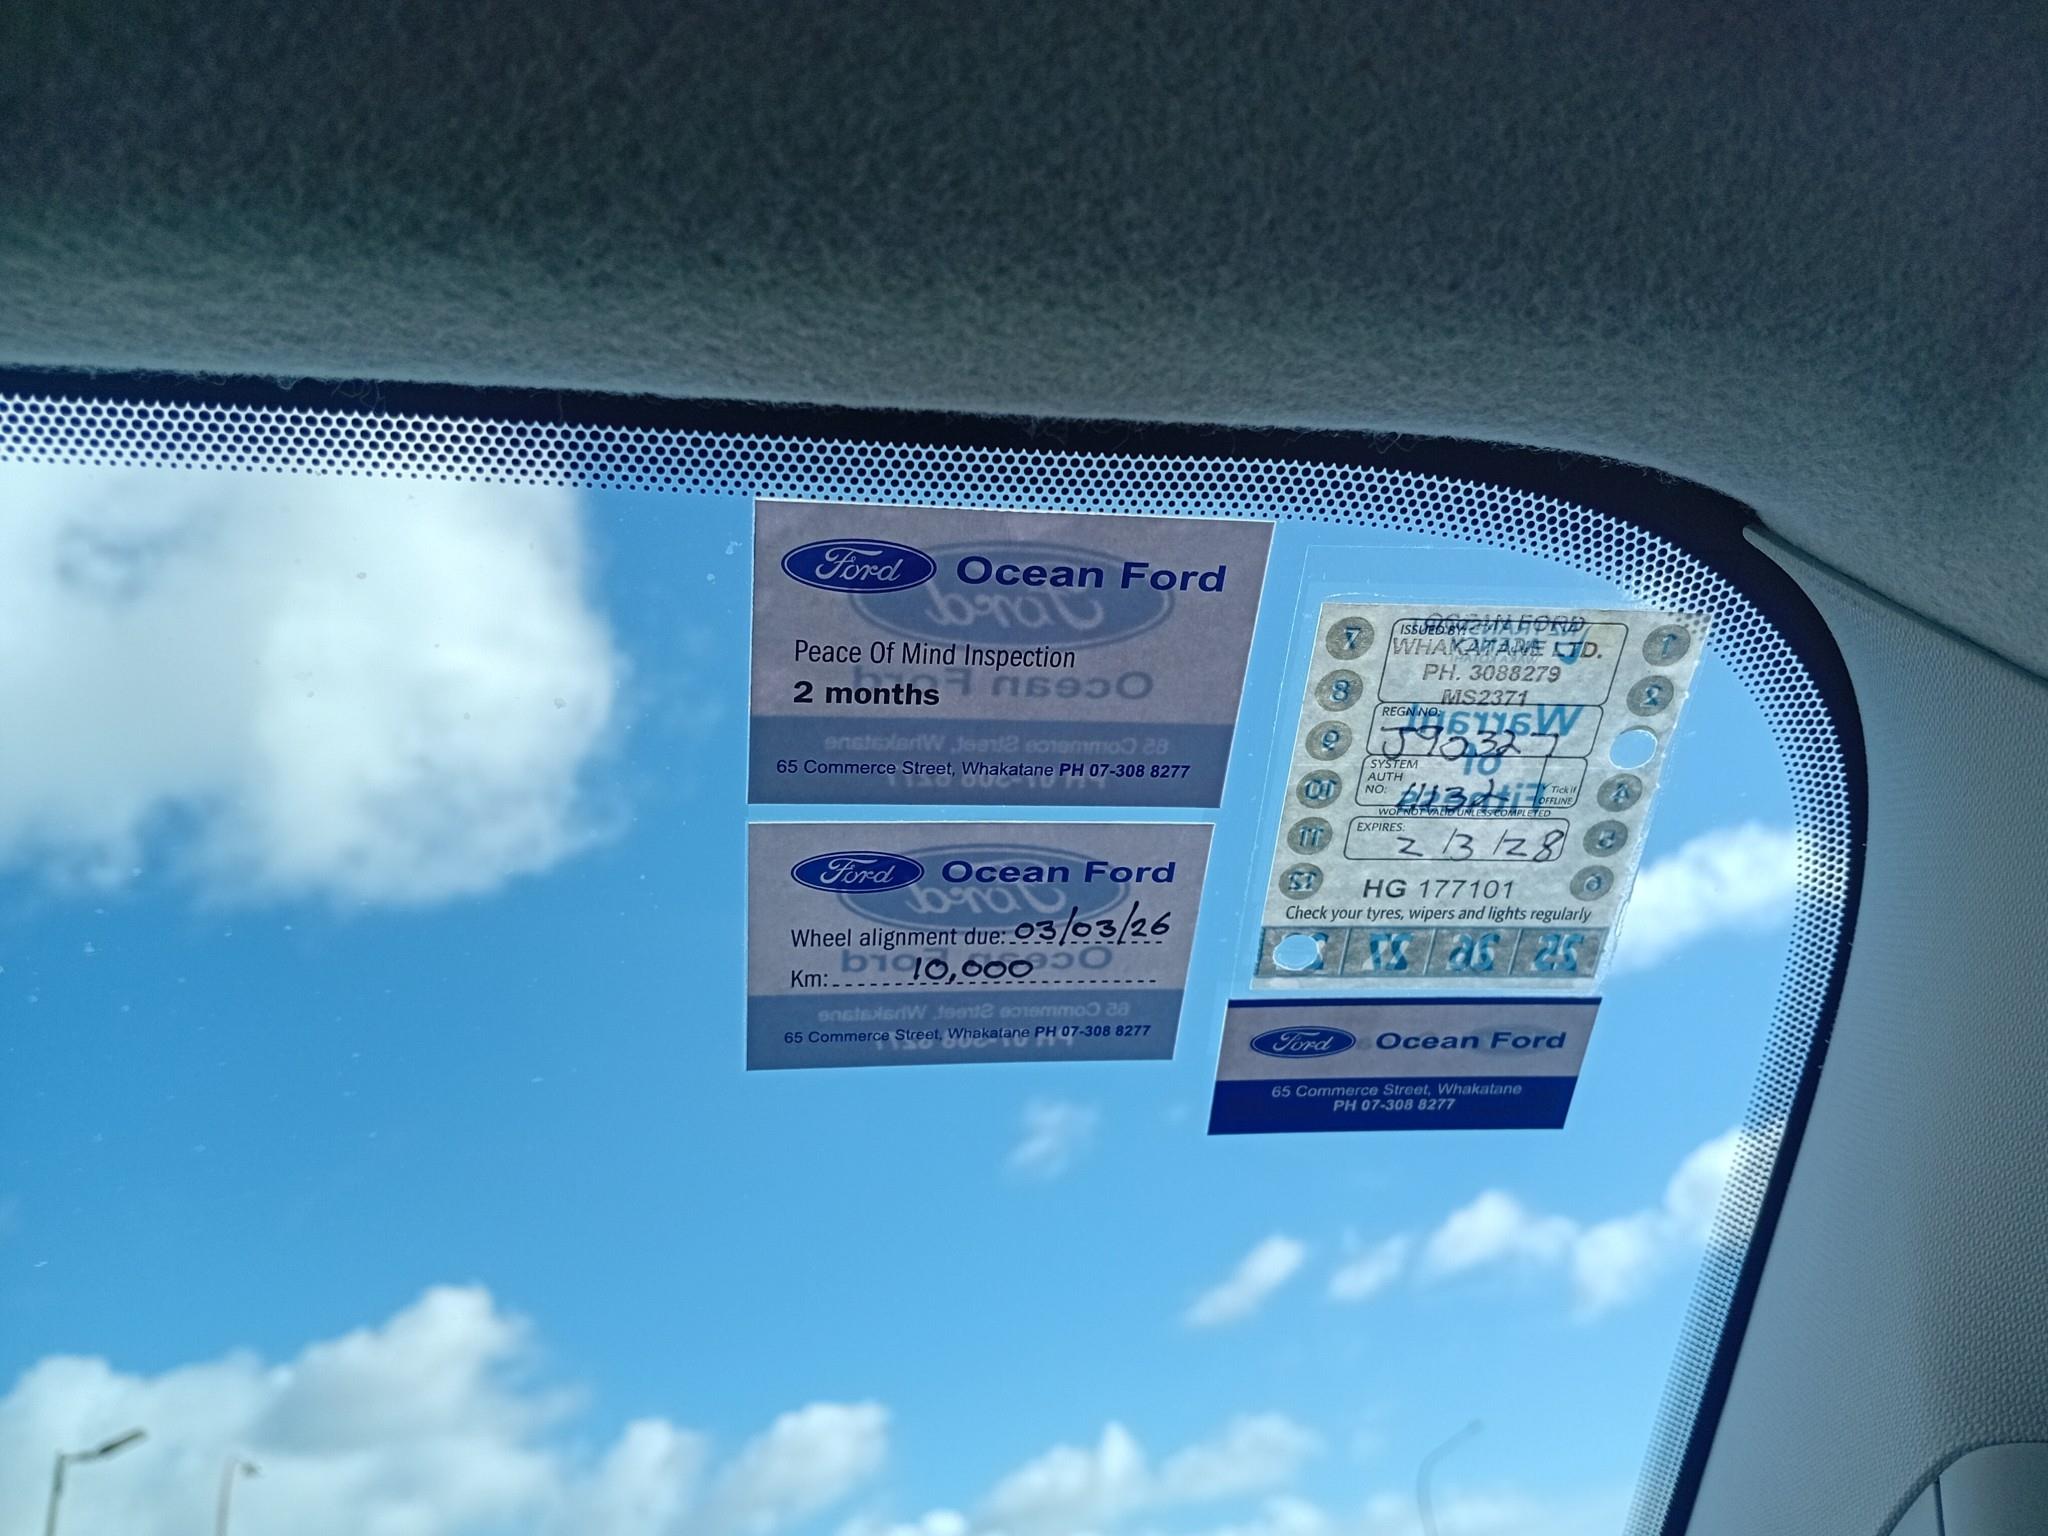 Ford Ocean Ford
Peace Of Mind Inspection
2 months
65 Commerce Street, Whakatane PH 07-308 8277
Ford Ocean Ford
Wheel alignment due: 03/03/26
Km: 10,000
65 Commerce Street, Whakatane PH 07-308 8277
7
8
9
10
11
12
1
2
4
5
6
ISSUED BY:
OCEAN FORD
WHAKATANE LTD.
PH. 3088279
MS2371
REGN NO:
SYSTEM
AUTH
NO:
Tick if
OFFLINE
WOF NOT VALID UNLESS COMPLETED
EXPIRES:
2/3/28
HG 177101
Check your tyres, wipers and lights regularly
Warrant
of
Fitness
27 26 25
Ford Ocean Ford
65 Commerce Street, Whakatane
PH 07-308 8277